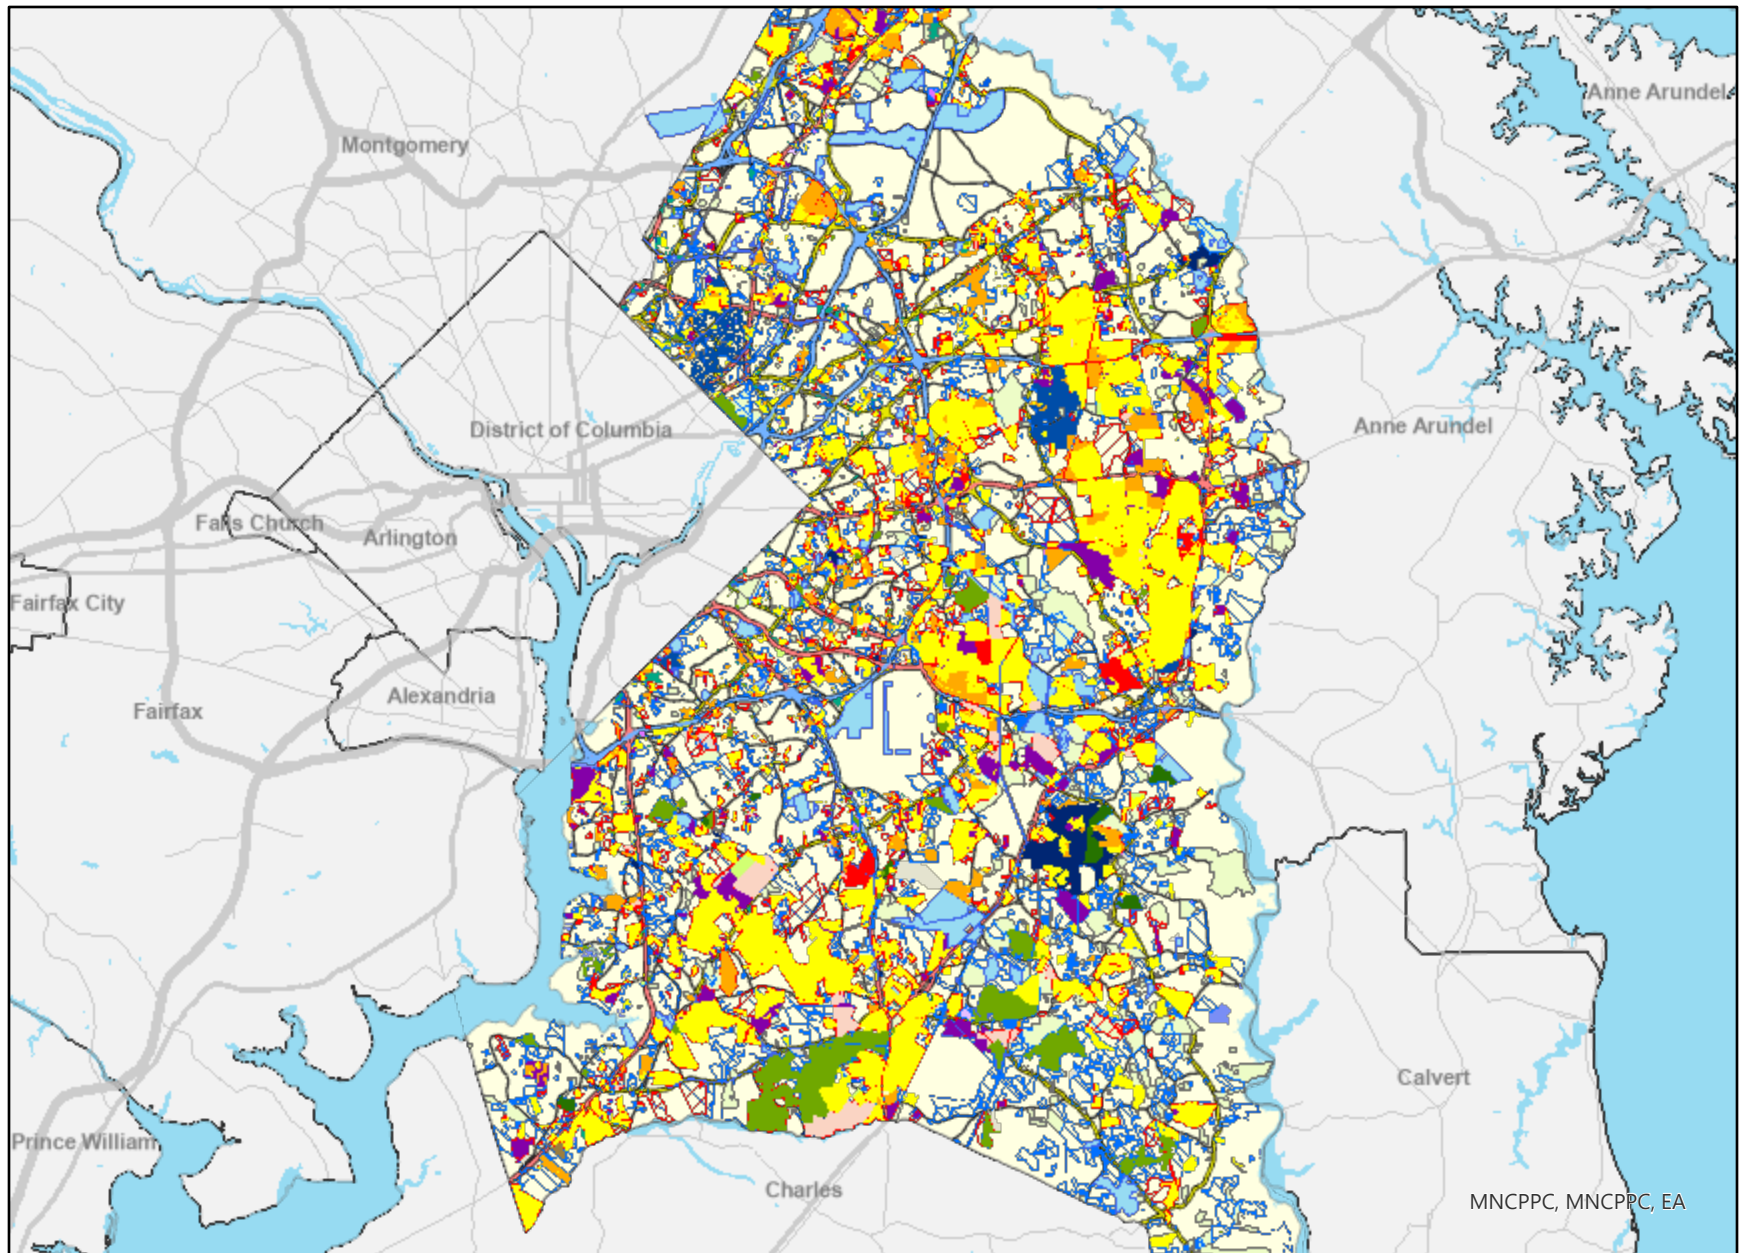 Anne Arundel
Montgomery
District of Columbia
Anne Arundel
Falls Church
Arlington
Fairfax City
Alexandria
Fairfax
Calvert
Prince William
Charles
MNCPPC, MNCPPC, EA